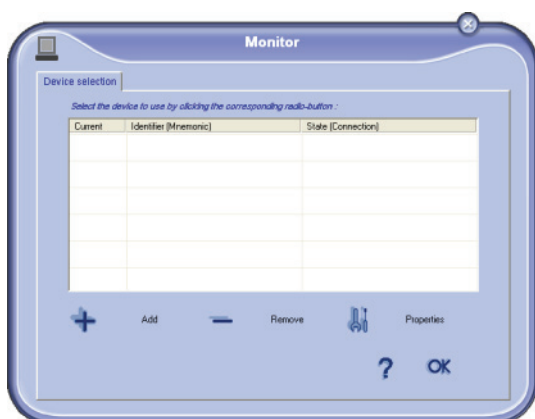 Monitor
Device selection
Select the device to use by clicking the corresponding radio-button :
Current Identifier (Mnemonic) State (Connection)
Add Remove Properties
? OK